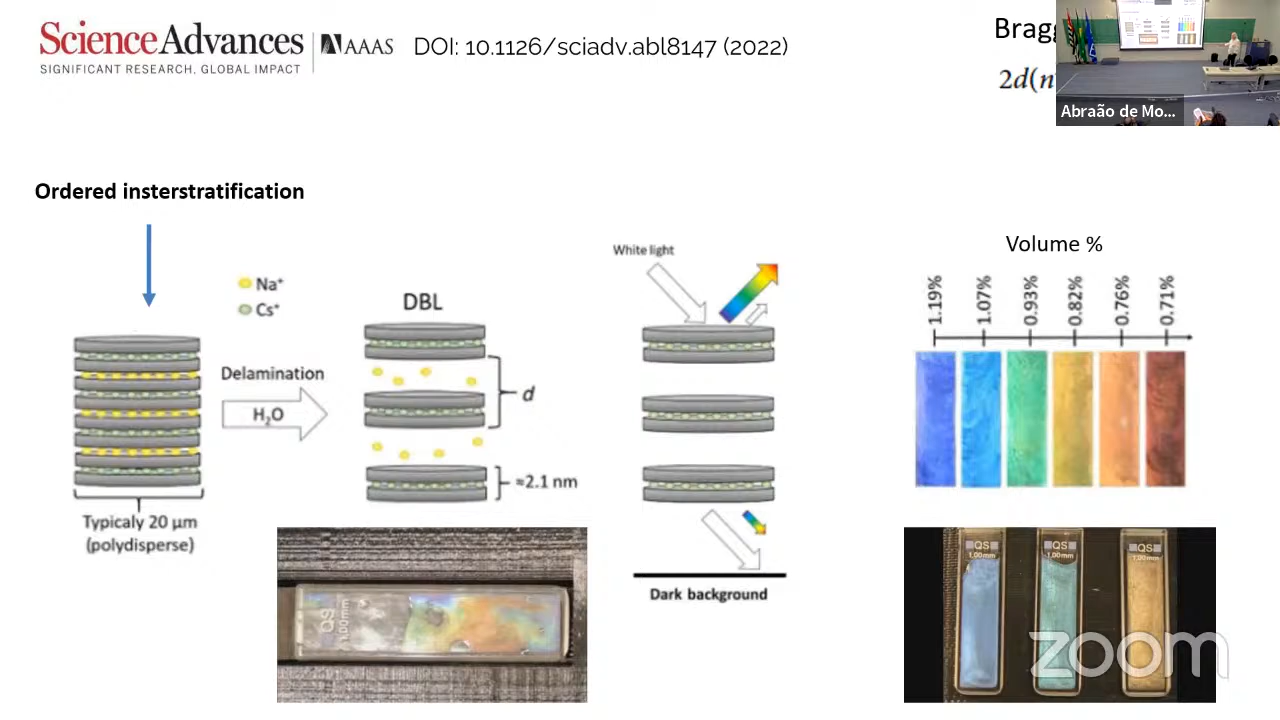 ScienceAdvances AAAS
SIGNIFICANT RESEARCH, GLOBAL IMPACT
DOI: 10.1126/sciadv.abl8147 (2022)
Bragg
2d(n
Abraão de Mo...
Ordered insterstratification
Na⁺
Cs⁺
DBL
Delamination
H₂O
d
≈2.1 nm
Typicaly 20 µm
(polydisperse)
White light
Dark background
Volume %
1.19%
1.07%
0.93%
0.82%
0.76%
0.71%
QS
1.00mm
QS
1,00mm
QS
1.00mm
QS
1.00mm
zoom